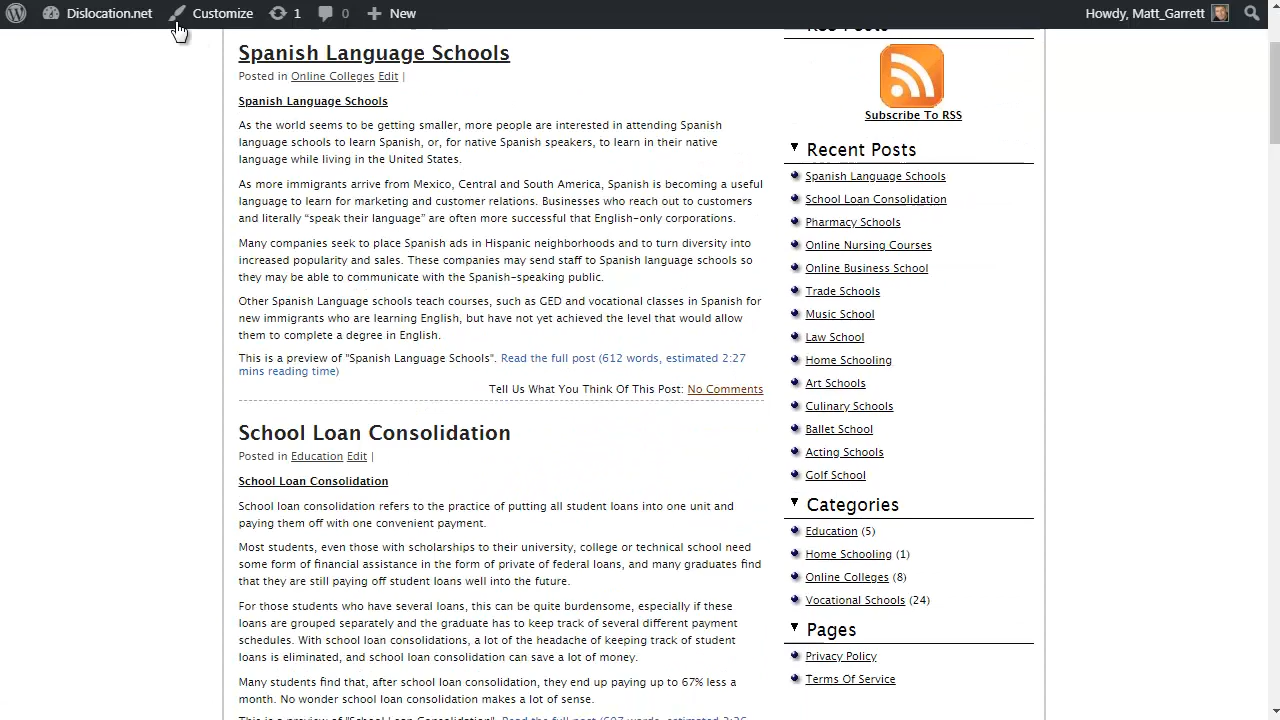 Dislocation.net Customize 1 0 New Howdy, Matt_Garrett
Spanish Language Schools
Posted in Online Colleges Edit |
Spanish Language Schools
As the world seems to be getting smaller, more people are interested in attending Spanish
language schools to learn Spanish, or, for native Spanish speakers, to learn in their native
language while living in the United States.
As more immigrants arrive from Mexico, Central and South America, Spanish is becoming a useful
language to learn for marketing and customer relations. Businesses who reach out to customers
and literally “speak their language” are often more successful that English-only corporations.
Many companies seek to place Spanish ads in Hispanic neighborhoods and to turn diversity into
increased popularity and sales. These companies may send staff to Spanish language schools so
they may be able to communicate with the Spanish-speaking public.
Other Spanish Language schools teach courses, such as GED and vocational classes in Spanish for
new immigrants who are learning English, but have not yet achieved the level that would allow
them to complete a degree in English.
This is a preview of "Spanish Language Schools". Read the full post (612 words, estimated 2:27
mins reading time)
Tell Us What You Think Of This Post: No Comments
School Loan Consolidation
Posted in Education Edit |
School Loan Consolidation
School loan consolidation refers to the practice of putting all student loans into one unit and
paying them off with one convenient payment.
Most students, even those with scholarships to their university, college or technical school need
some form of financial assistance in the form of private of federal loans, and many graduates find
that they are still paying off student loans well into the future.
For those students who have several loans, this can be quite burdensome, especially if these
loans are grouped separately and the graduate has to keep track of several different payment
schedules. With school loan consolidations, a lot of the headache of keeping track of student
loans is eliminated, and school loan consolidation can save a lot of money.
Many students find that, after school loan consolidation, they end up paying up to 67% less a
month. No wonder school loan consolidation makes a lot of sense.
This is a preview of "School Loan Consolidation". Read the full post (607 words, estimated 2:26
RSS Posts
Subscribe To RSS
Recent Posts
Spanish Language Schools
School Loan Consolidation
Pharmacy Schools
Online Nursing Courses
Online Business School
Trade Schools
Music School
Law School
Home Schooling
Art Schools
Culinary Schools
Ballet School
Acting Schools
Golf School
Categories
Education (5)
Home Schooling (1)
Online Colleges (8)
Vocational Schools (24)
Pages
Privacy Policy
Terms Of Service